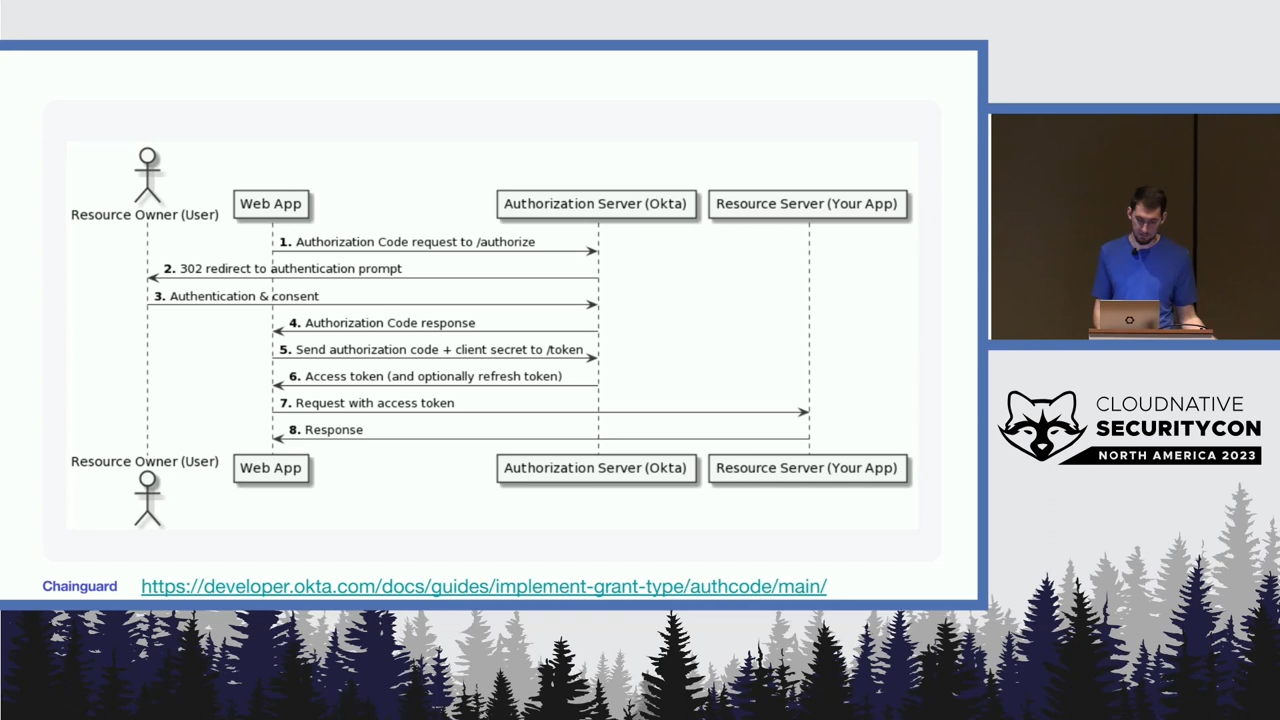 Resource Owner (User)
Web App
Authorization Server (Okta)
Resource Server (Your App)
1. Authorization Code request to /authorize
2. 302 redirect to authentication prompt
3. Authentication & consent
4. Authorization Code response
5. Send authorization code + client secret to /token
6. Access token (and optionally refresh token)
7. Request with access token
8. Response
Resource Owner (User)
Web App
Authorization Server (Okta)
Resource Server (Your App)
Chainguard
https://developer.okta.com/docs/guides/implement-grant-type/authcode/main/
CLOUDNATIVE
SECURITYCON
NORTH AMERICA 2023